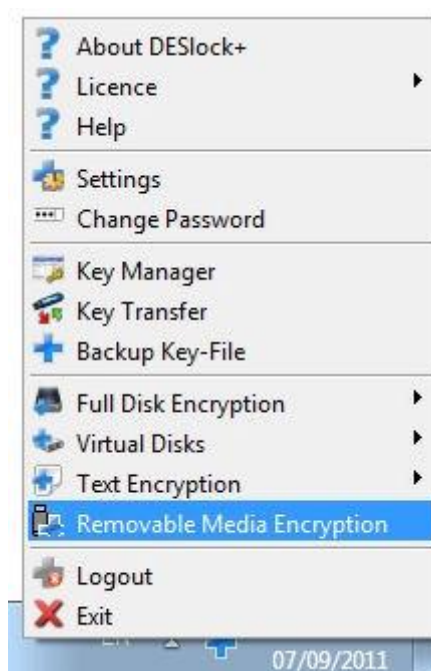 About DESlock+
Licence
Help
Settings
Change Password
Key Manager
Key Transfer
Backup Key-File
Full Disk Encryption
Virtual Disks
Text Encryption
Removable Media Encryption
Logout
Exit
07/09/2011